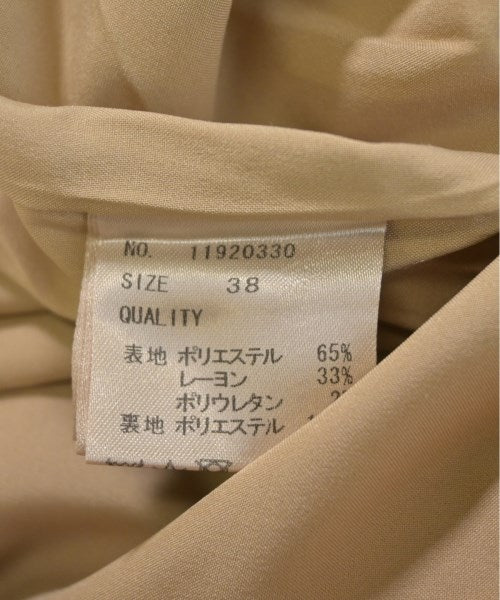 NO. 11920330
SIZE 38
QUALITY
表地 ポリエステル 65%
レーヨン 33%
ポリウレタン
裏地 ポリエステル